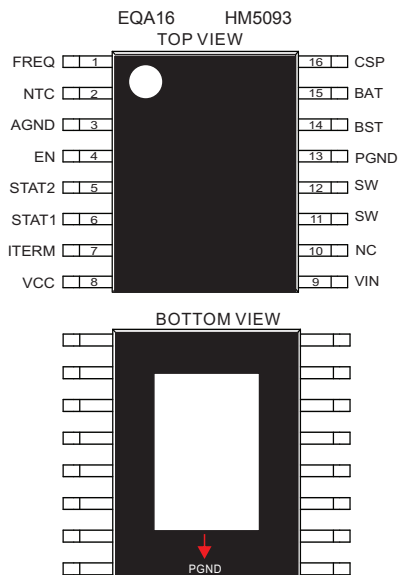 EQA16 HM5093
TOP VIEW
FREQ 1 16 CSP
NTC 2 15 BAT
AGND 3 14 BST
EN 4 13 PGND
STAT2 5 12 SW
STAT1 6 11 SW
ITERM 7 10 NC
VCC 8 9 VIN
BOTTOM VIEW
PGND